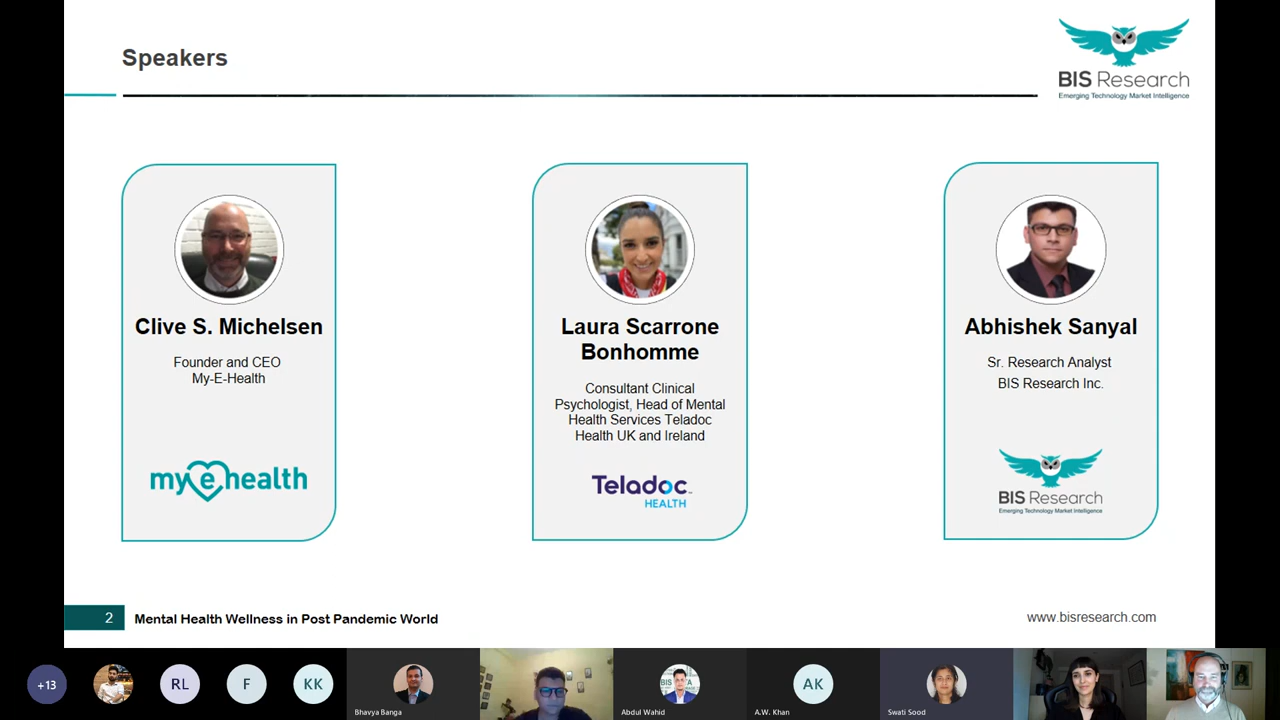 Speakers
BIS Research
Emerging Technology Market Intelligence
Clive S. Michelsen
Founder and CEO
My-E-Health
my e health
Laura Scarrone
Bonhomme
Consultant Clinical
Psychologist, Head of Mental
Health Services Teladoc
Health UK and Ireland
Teladoc
HEALTH
Abhishek Sanyal
Sr. Research Analyst
BIS Research Inc.
BIS Research
Emerging Technology Market Intelligence
2
Mental Health Wellness in Post Pandemic World
www.bisresearch.com
+13
RL
F
KK
Bhavya Banga
Abdul Wahid
AK
A.W. Khan
Swati Sood